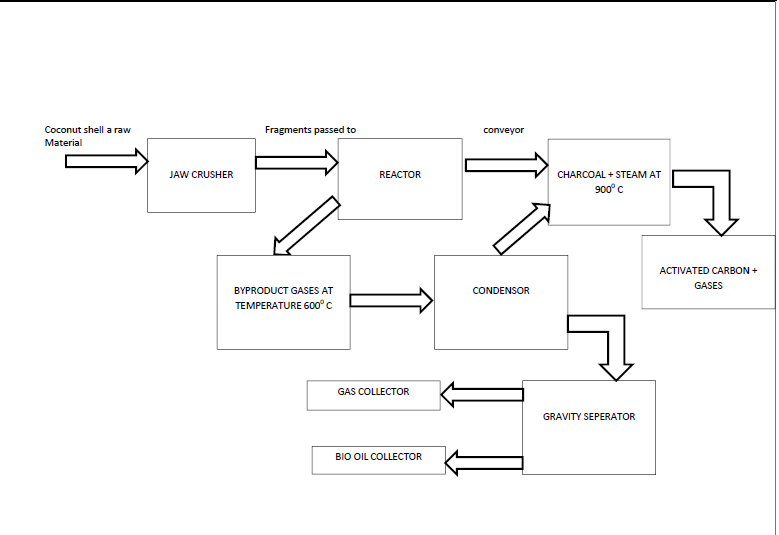 Coconut shell a raw
Material
Fragments passed to
conveyor
JAW CRUSHER
REACTOR
CHARCOAL + STEAM AT
900⁰ C
ACTIVATED CARBON +
GASES
BYPRODUCT GASES AT
TEMPERATURE 600⁰ C
CONDENSOR
GAS COLLECTOR
GRAVITY SEPERATOR
BIO OIL COLLECTOR